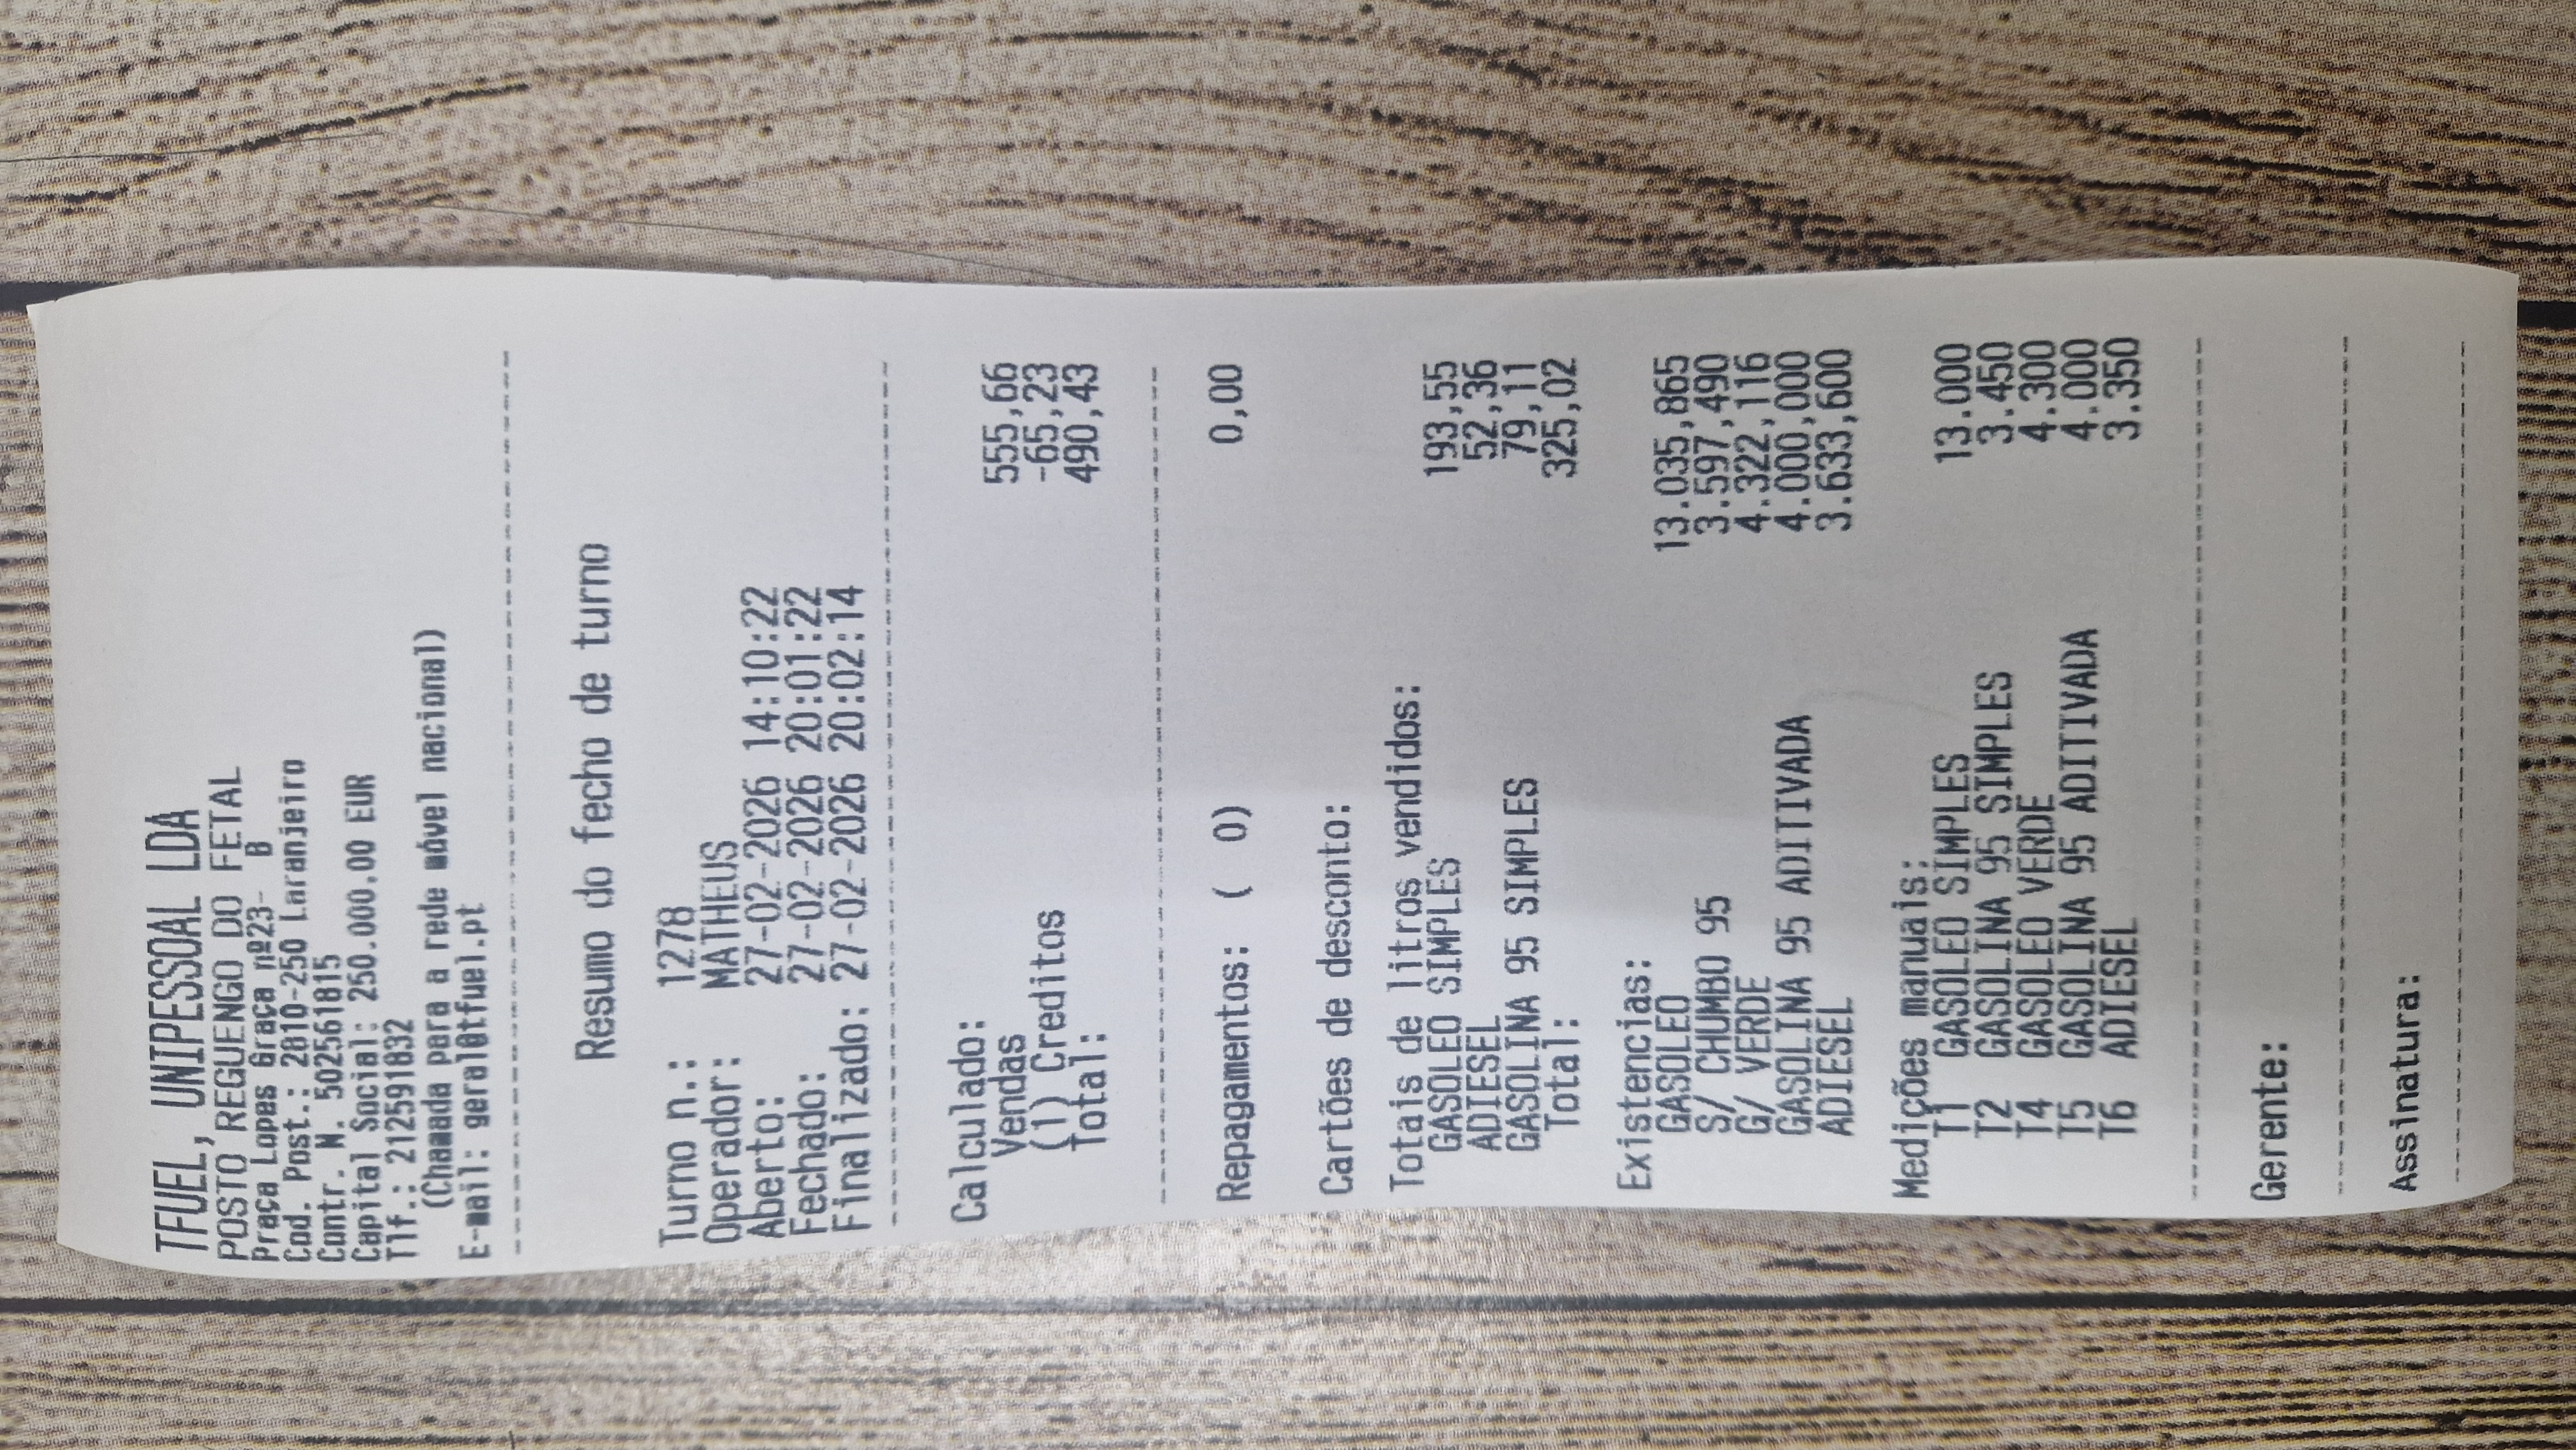 TFUEL, UNIPESSOAL LDA
POSTO REGUENGO DO FETAL
Praça Lopes Graça nº23- B
Cod. Post.: 2810-250 Laranjeiro
Contr. N. 502561815
Capital Social: 250.000,00 EUR
Tlf.: 212591832
(Chamada para a rede móvel nacional)
E-mail: geral@tfuel.pt
Resumo do fecho de turno
Turno n.: 1278
Operador: MATHEUS
Aberto: 27-02-2026 14:10:22
Fechado: 27-02-2026 20:01:22
Finalizado: 27-02-2026 20:02:14
Calculado:
Vendas 555,66
(1) Creditos -65,23
Total: 490,43
Repagamentos: ( 0) 0,00
Cartões de desconto:
Totais de litros vendidos:
GASOLEO SIMPLES 193,55
ADIESEL 52,36
GASOLINA 95 SIMPLES 79,11
Total: 325,02
Existencias:
GASOLEO 13.035,865
S/ CHUMBO 95 3.597,490
G/ VERDE 4.322,116
GASOLINA 95 ADITIVADA 4.000,000
ADIESEL 3.633,600
Medições manuais:
T1 GASOLEO SIMPLES 13.000
T2 GASOLINA 95 SIMPLES 3.450
T4 GASOLEO VERDE 4.300
T5 GASOLINA 95 ADITIVADA 4.000
T6 ADIESEL 3.350
Gerente:
Assinatura: